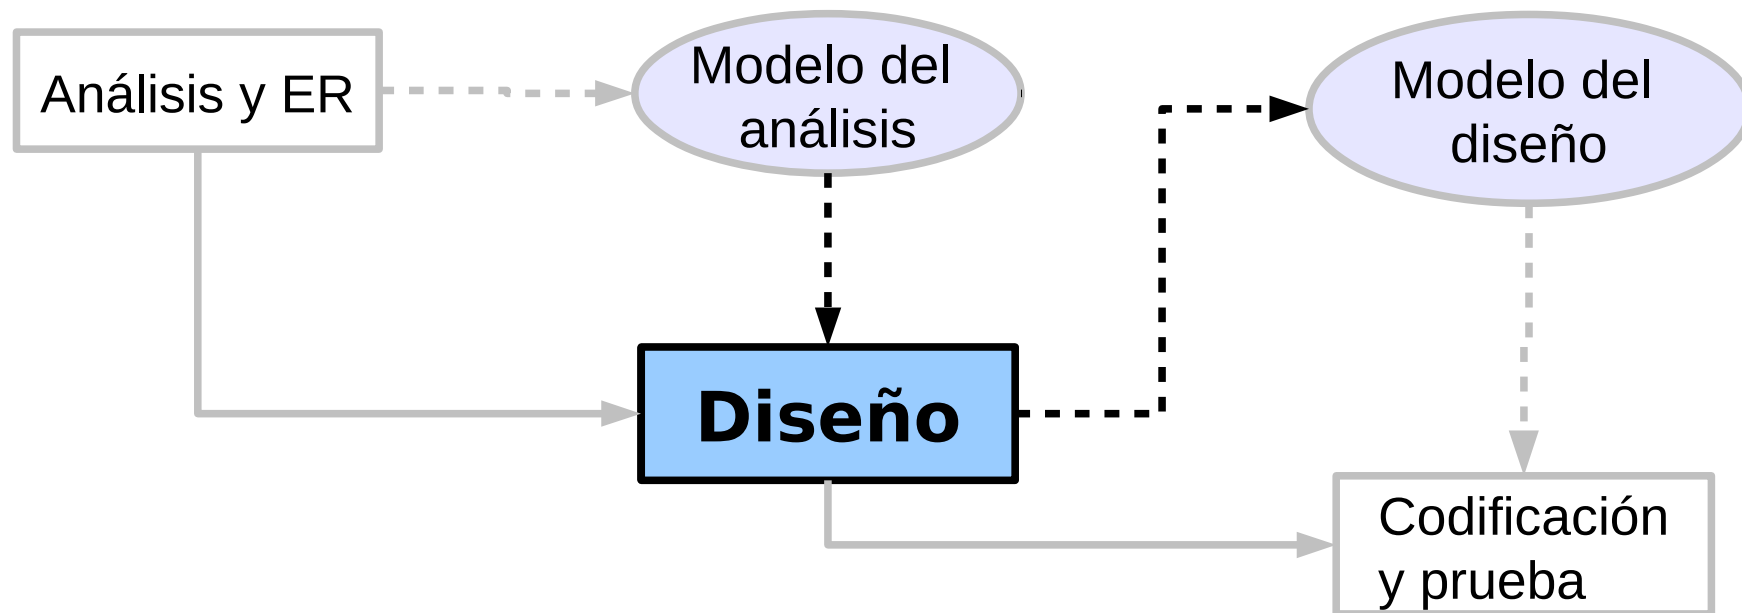 Análisis y ER
Modelo del
análisis
Modelo del
diseño
Diseño
Codificación
y prueba